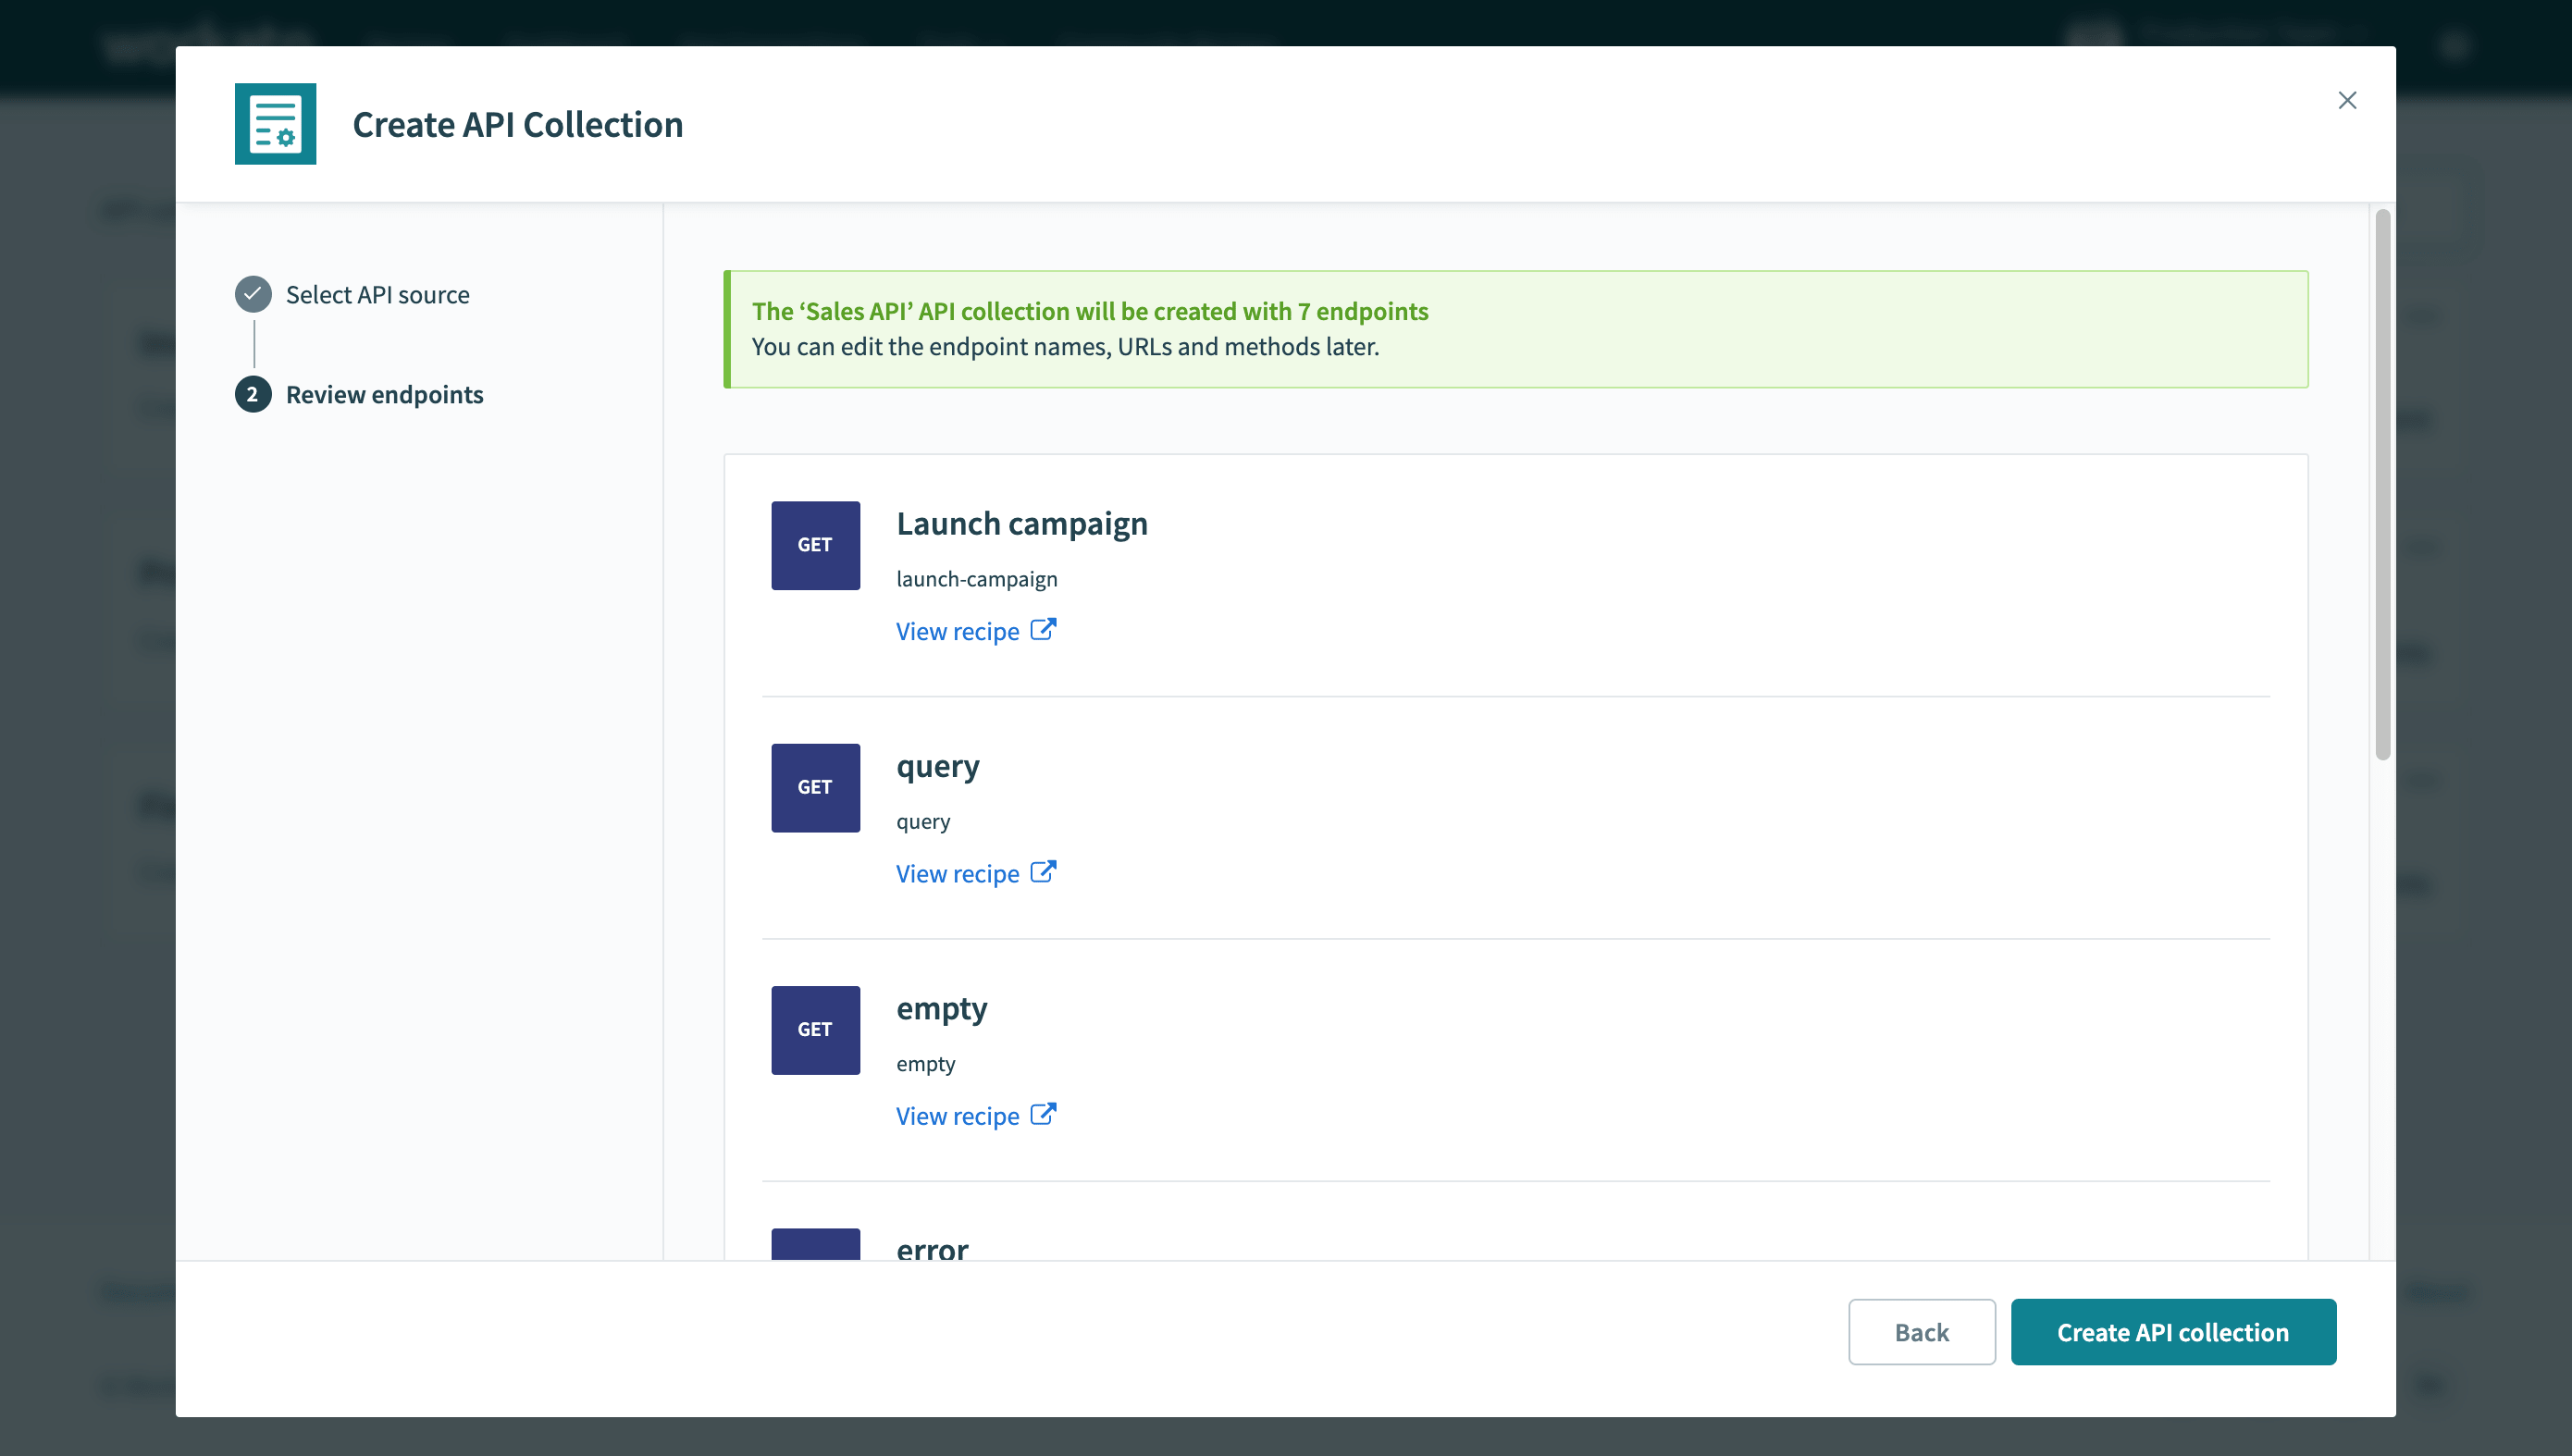 Create API Collection
Select API source
2 Review endpoints
The ‘Sales API’ API collection will be created with 7 endpoints
You can edit the endpoint names, URLs and methods later.
GET Launch campaign
launch-campaign
View recipe
GET query
query
View recipe
GET empty
empty
View recipe
error
Back Create API collection